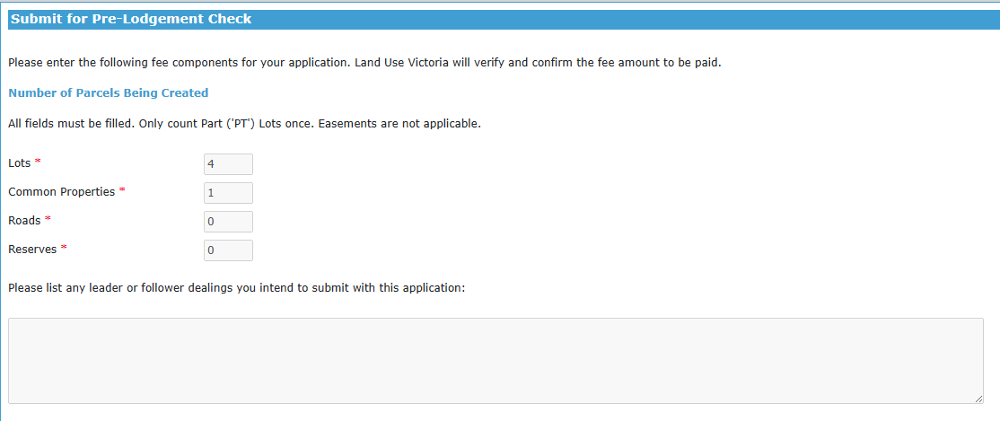 Submit for Pre-Lodgement Check
Please enter the following fee components for your application. Land Use Victoria will verify and confirm the fee amount to be paid.
Number of Parcels Being Created
All fields must be filled. Only count Part ('PT') Lots once. Easements are not applicable.
Lots * 4
Common Properties * 1
Roads * 0
Reserves * 0
Please list any leader or follower dealings you intend to submit with this application: